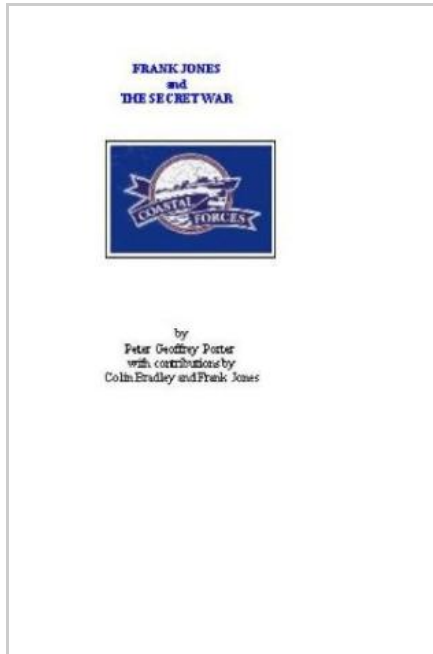 FRANK JONES
and
THE SECRET WAR
COASTAL FORCES
by
Peter Geoffrey Porter
with contributions by
Colin Bradley and Frank Jones